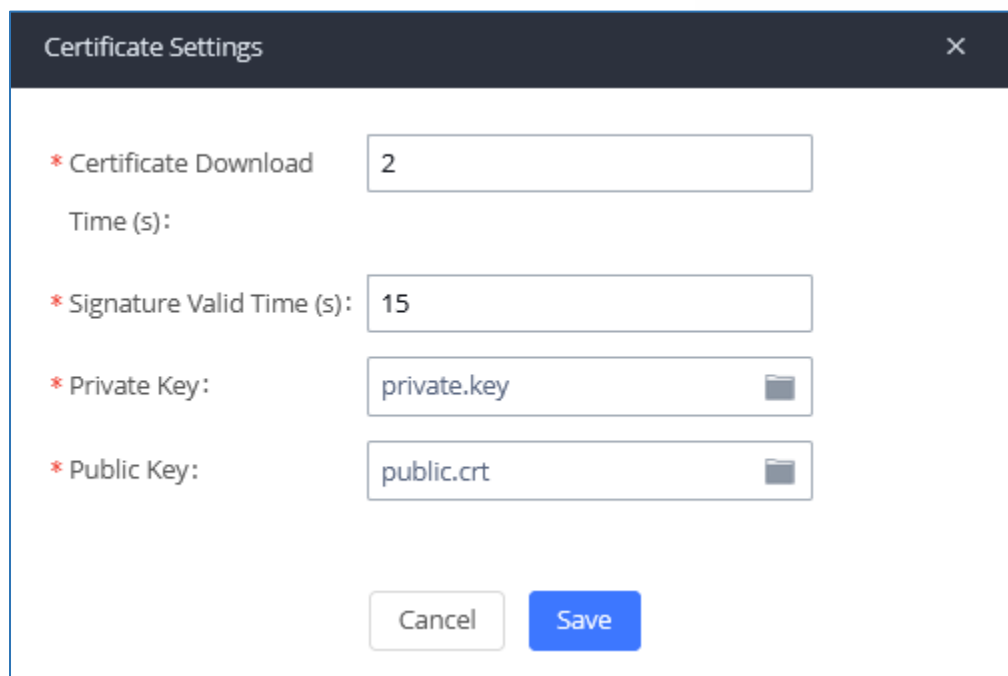 Certificate Settings
* Certificate Download Time (s): 2
* Signature Valid Time (s): 15
* Private Key: private.key
* Public Key: public.crt
Cancel Save